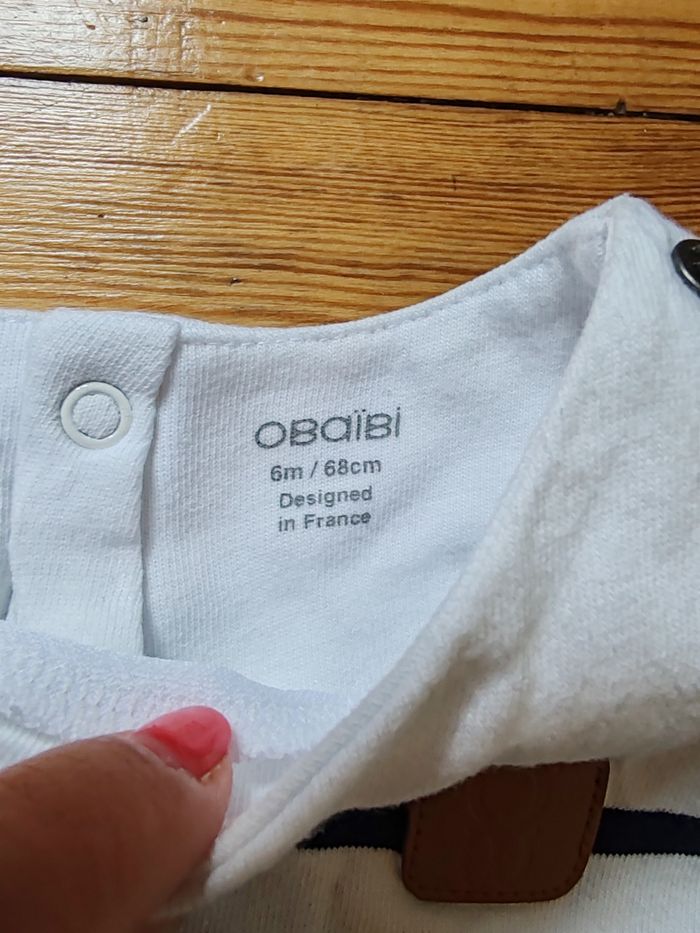 OBaïBi
6m / 68cm
Designed
in France